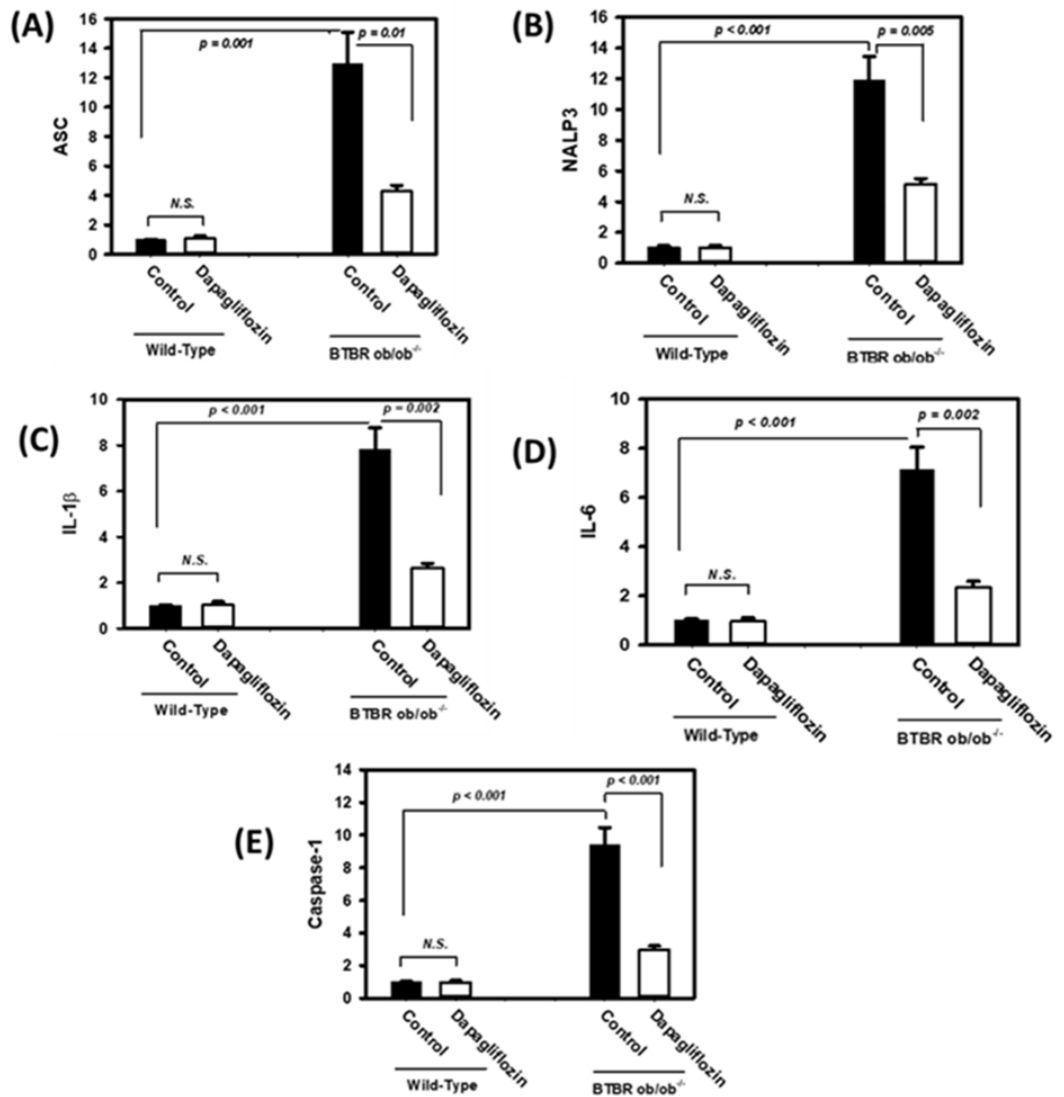 (A)
ASC
16
14
12
10
8
6
4
2
0
p = 0.001
p = 0.01
N.S.
Control
Dapagliflozin
Control
Dapagliflozin
Wild-Type
BTBR ob/ob-/-
(B)
NALP3
16
14
12
10
8
6
4
2
0
p <0.001
p = 0.005
N.S.
Control
Dapagliflozin
Control
Dapagliflozin
Wild-Type
BTBR ob/ob-/-
(C)
IL-1β
10
8
6
4
2
0
p < 0.001
p = 0.002
N.S.
Control
Dapagliflozin
Control
Dapagliflozin
Wild-Type
BTBR ob/ob-/-
(D)
IL-6
10
8
6
4
2
0
p < 0.001
p = 0.002
N.S.
Control
Dapagliflozin
Control
Dapagliflozin
Wild-Type
BTBR ob/ob-/-
(E)
Caspase-1
14
12
10
8
6
4
2
0
p < 0.001
p < 0.001
N.S.
Control
Dapagliflozin
Control
Dapagliflozin
Wild-Type
BTBR ob/ob-/-